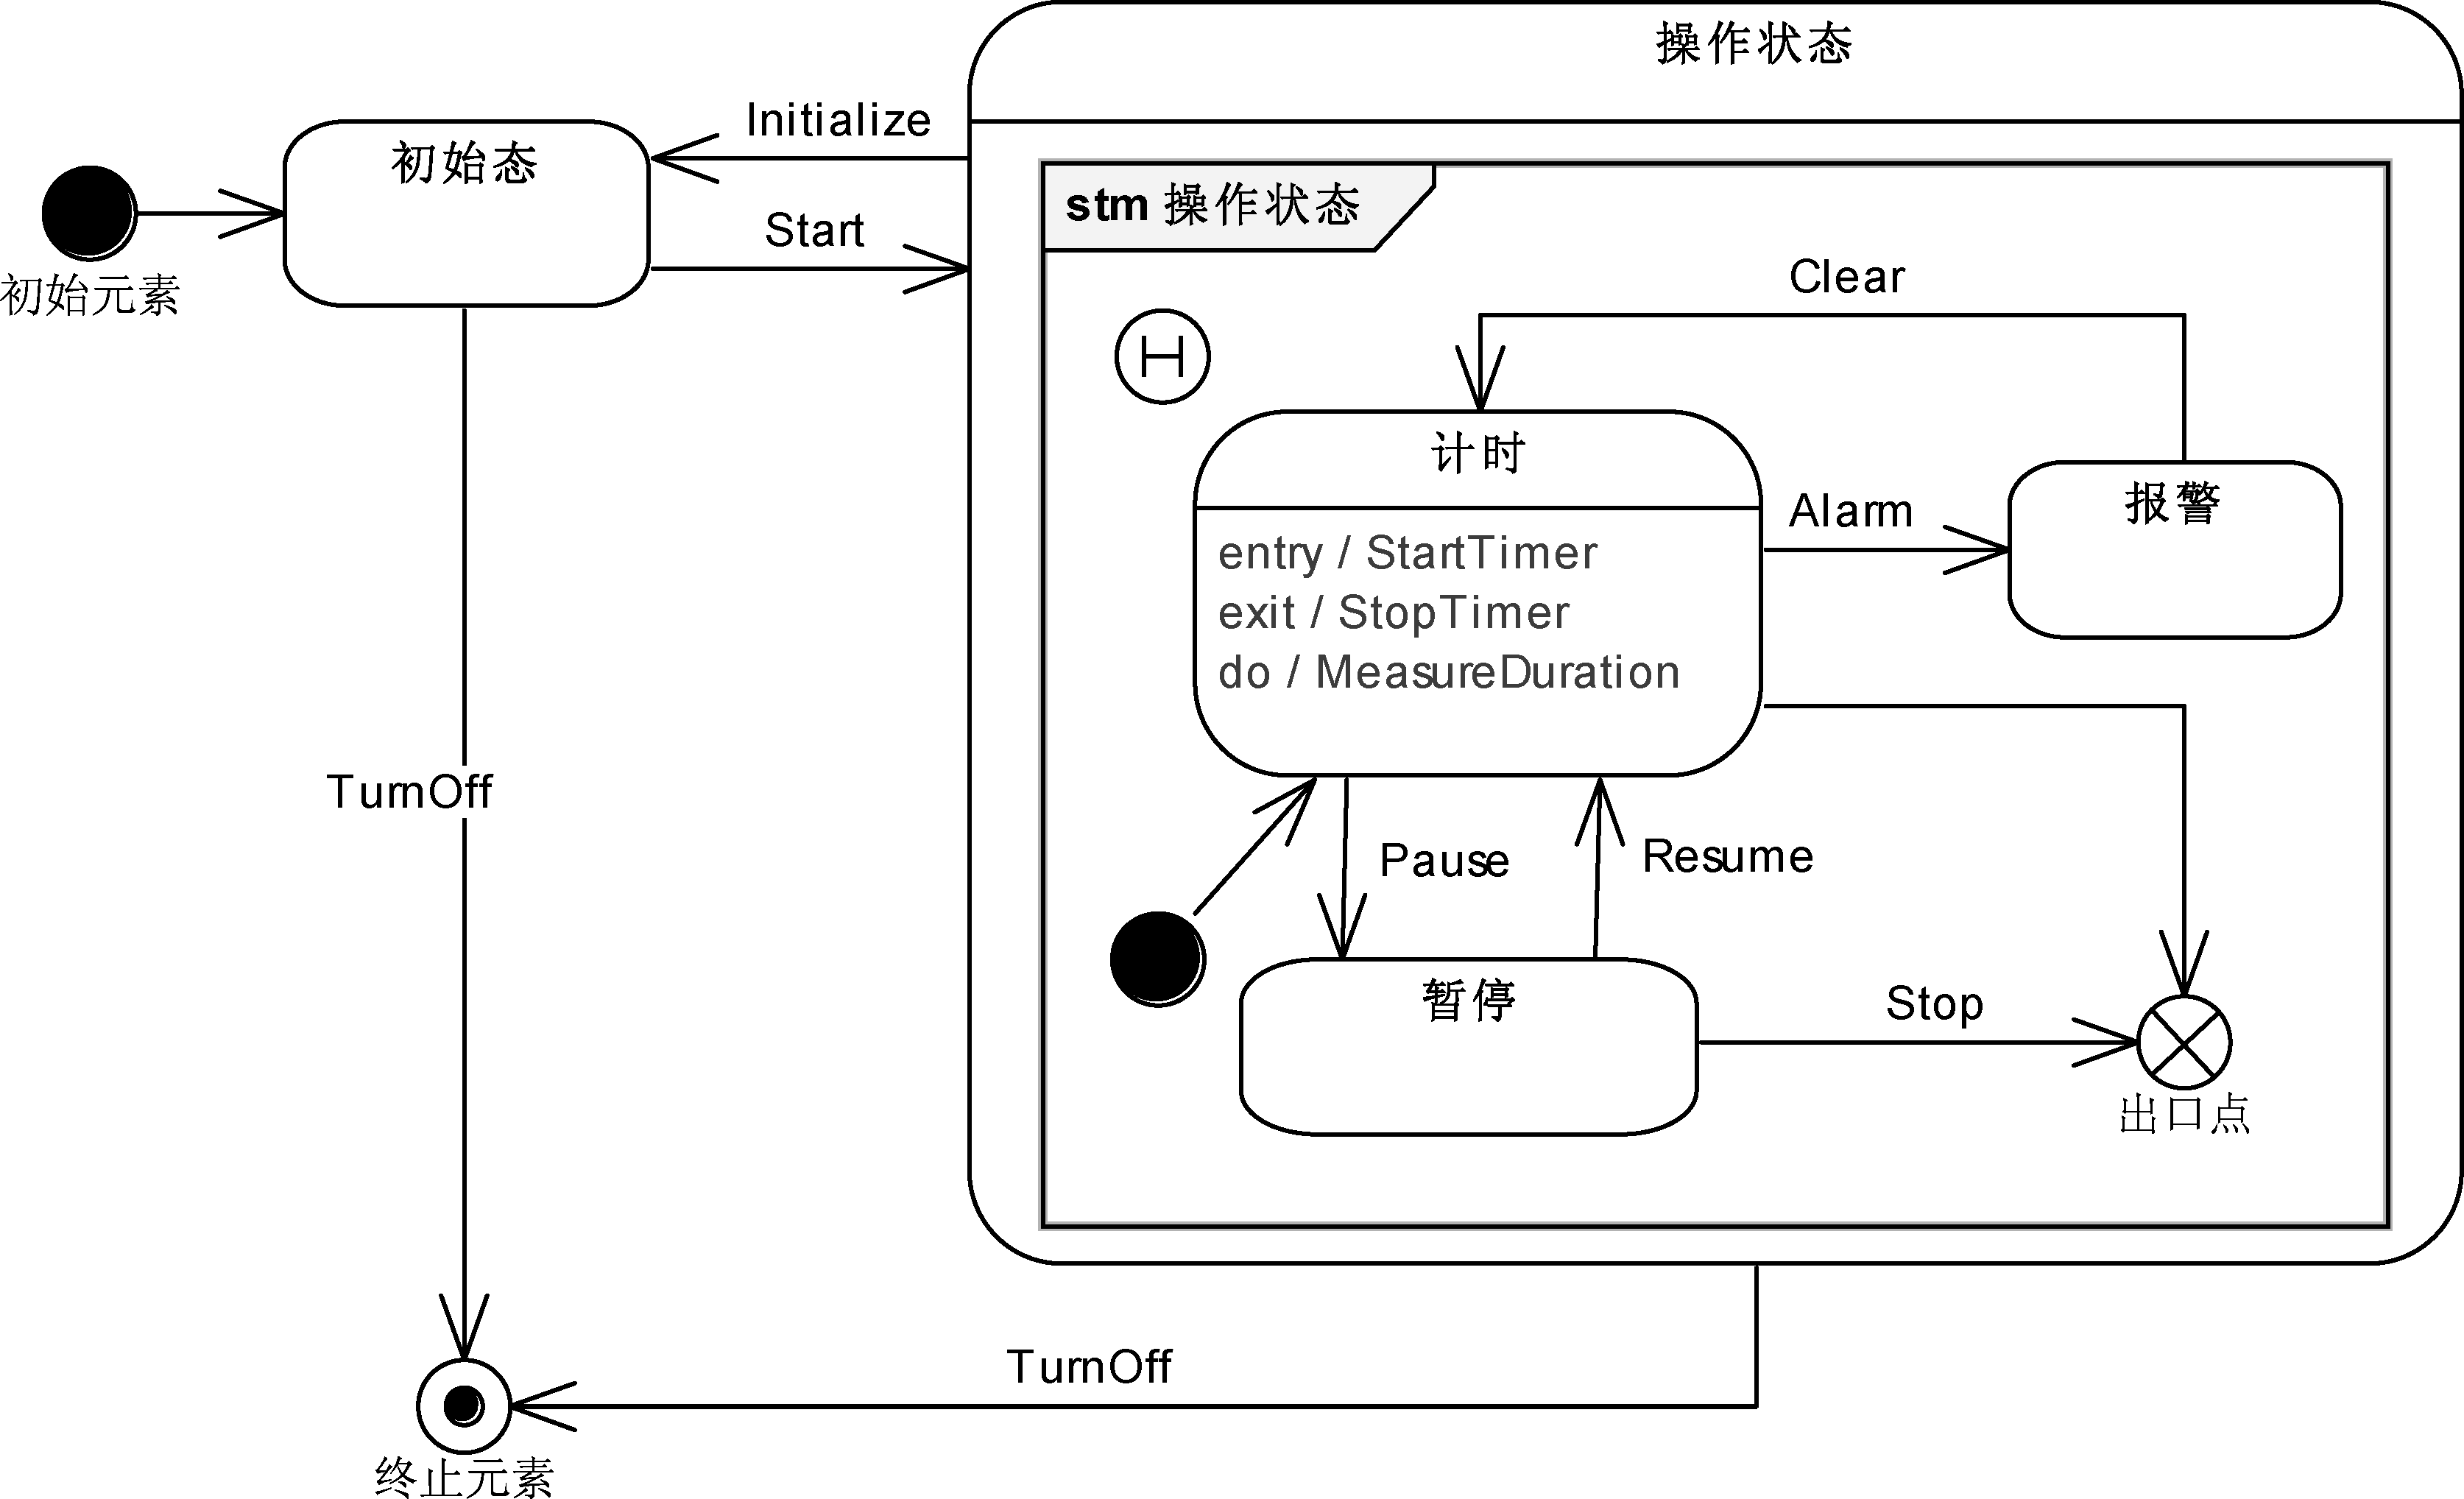 操作状态
Initialize
初始态
stm 操作状态
Start
初始元素
Clear
H
计时
报警
Alarm
entry / StartTimer
exit / StopTimer
do / MeasureDuration
TurnOff
Pause
Resume
暂停
Stop
出口点
TurnOff
终止元素